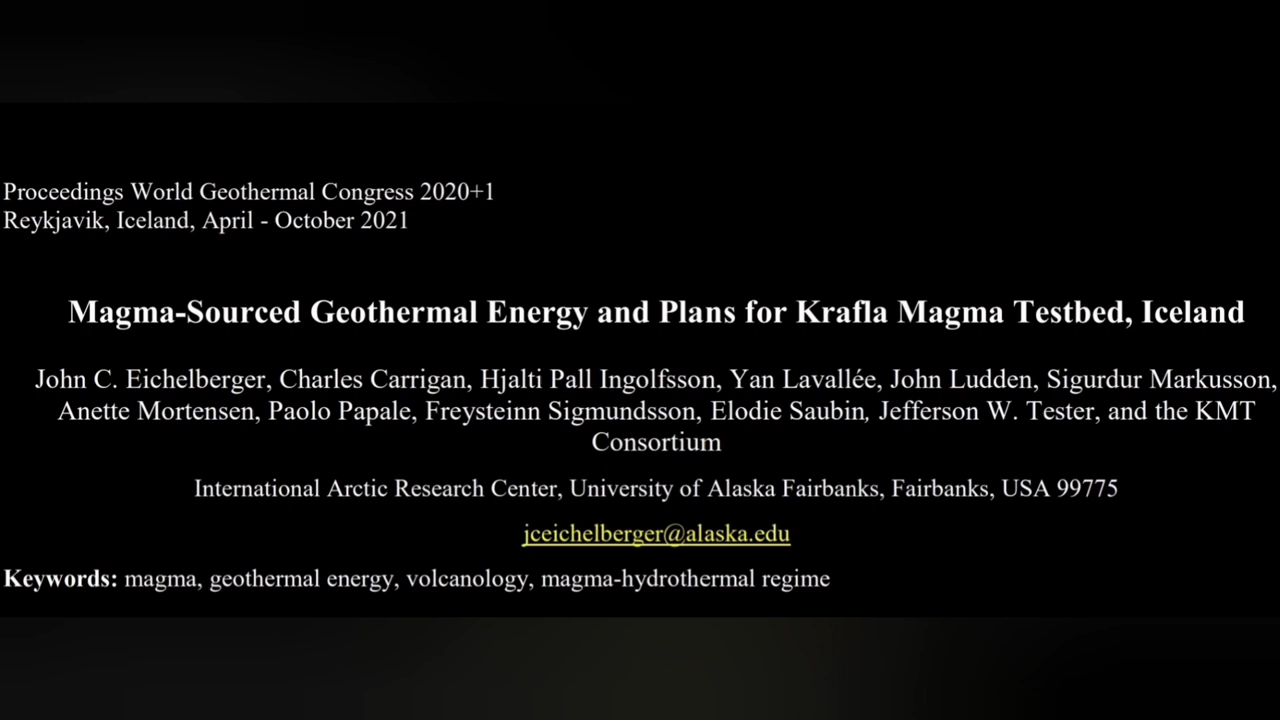 Proceedings World Geothermal Congress 2020+1
Reykjavik, Iceland, April - October 2021
Magma-Sourced Geothermal Energy and Plans for Krafla Magma Testbed, Iceland
John C. Eichelberger, Charles Carrigan, Hjalti Pall Ingolfsson, Yan Lavallée, John Ludden, Sigurdur Markusson,
Anette Mortensen, Paolo Papale, Freysteinn Sigmundsson, Elodie Saubin, Jefferson W. Tester, and the KMT
Consortium
International Arctic Research Center, University of Alaska Fairbanks, Fairbanks, USA 99775
jceichelberger@alaska.edu
Keywords: magma, geothermal energy, volcanology, magma-hydrothermal regime